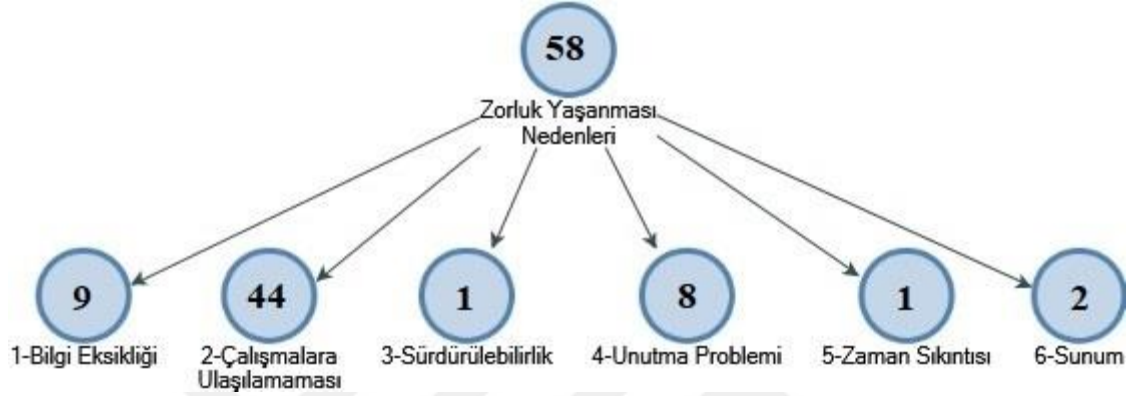 58
Zorluk Yaşanması
Nedenleri
9
44
1
8
1
2
1-Bilgi Eksikliği
2-Çalışmalara
Ulaşılamaması
3-Sürdürülebilirlik
4-Unutma Problemi
5-Zaman Sıkıntısı
6-Sunum